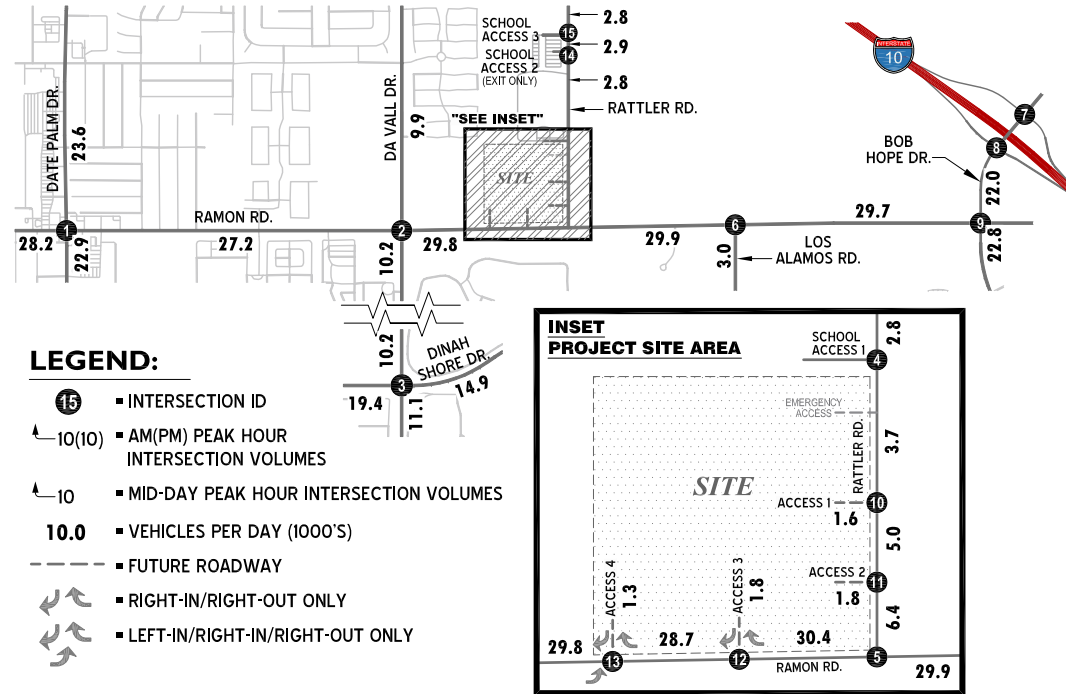 2.8
SCHOOL
ACCESS 3
15
2.9
SCHOOL
ACCESS 2
(EXIT ONLY)
14
2.8
RATTLER RD.
INTERSTATE
10
DATE PALM DR.
23.6
DA VALL DR.
9.9
"SEE INSET"
SITE
7
BOB
HOPE DR.
8
22.0
RAMON RD.
28.2
1
22.9
27.2
2
10.2
29.8
29.9
6
3.0
LOS
ALAMOS RD.
29.7
9
22.8
10.2
DINAH
SHORE DR.
3
19.4
11.1
14.9
LEGEND:
15 = INTERSECTION ID
10(10) = AM(PM) PEAK HOUR
INTERSECTION VOLUMES
10 = MID-DAY PEAK HOUR INTERSECTION VOLUMES
10.0 = VEHICLES PER DAY (1000'S)
= FUTURE ROADWAY
= RIGHT-IN/RIGHT-OUT ONLY
= LEFT-IN/RIGHT-IN/RIGHT-OUT ONLY
INSET
PROJECT SITE AREA
SCHOOL
ACCESS 1
4
2.8
EMERGENCY
ACCESS
RATTLER RD.
3.7
SITE
ACCESS 1
10
1.6
5.0
ACCESS 2
11
1.8
6.4
ACCESS 4
1.3
ACCESS 3
1.8
29.8
28.7
30.4
13
12
RAMON RD.
5
29.9